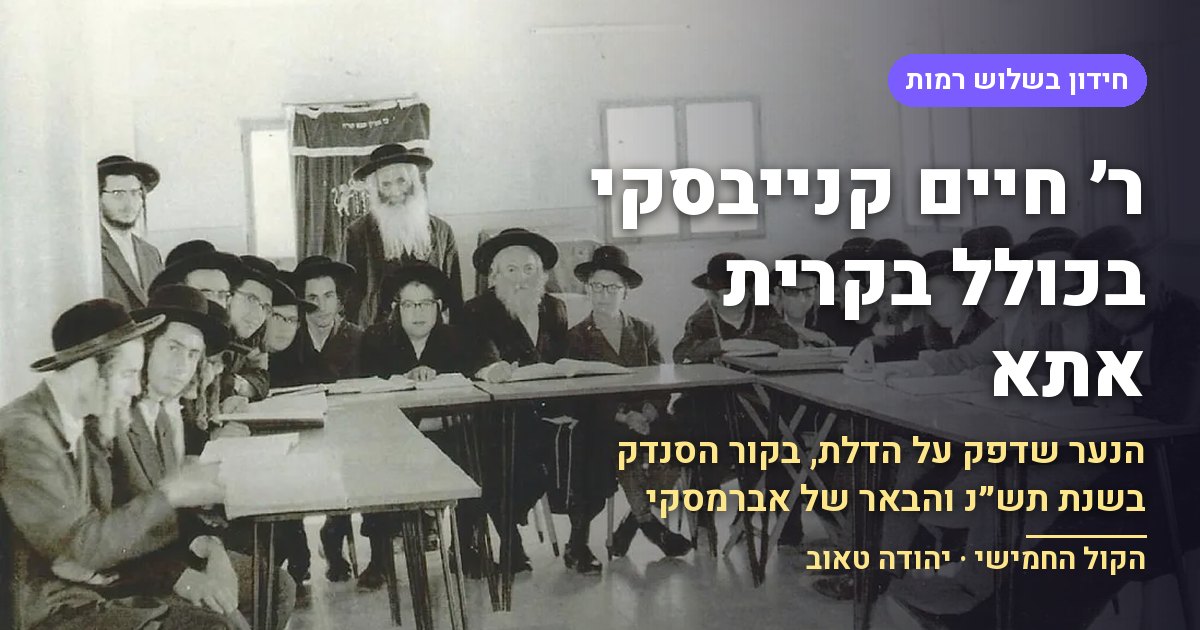 חידון בשלוש רמות
ר׳ חיים קנייבסקי
בכולל בקרית
אתא
הנער שדפק על הדלת, בקור הסנדק
בשנת תש״נ והבאר של אברמסקי
הקול החמישי · יהודה טאוב